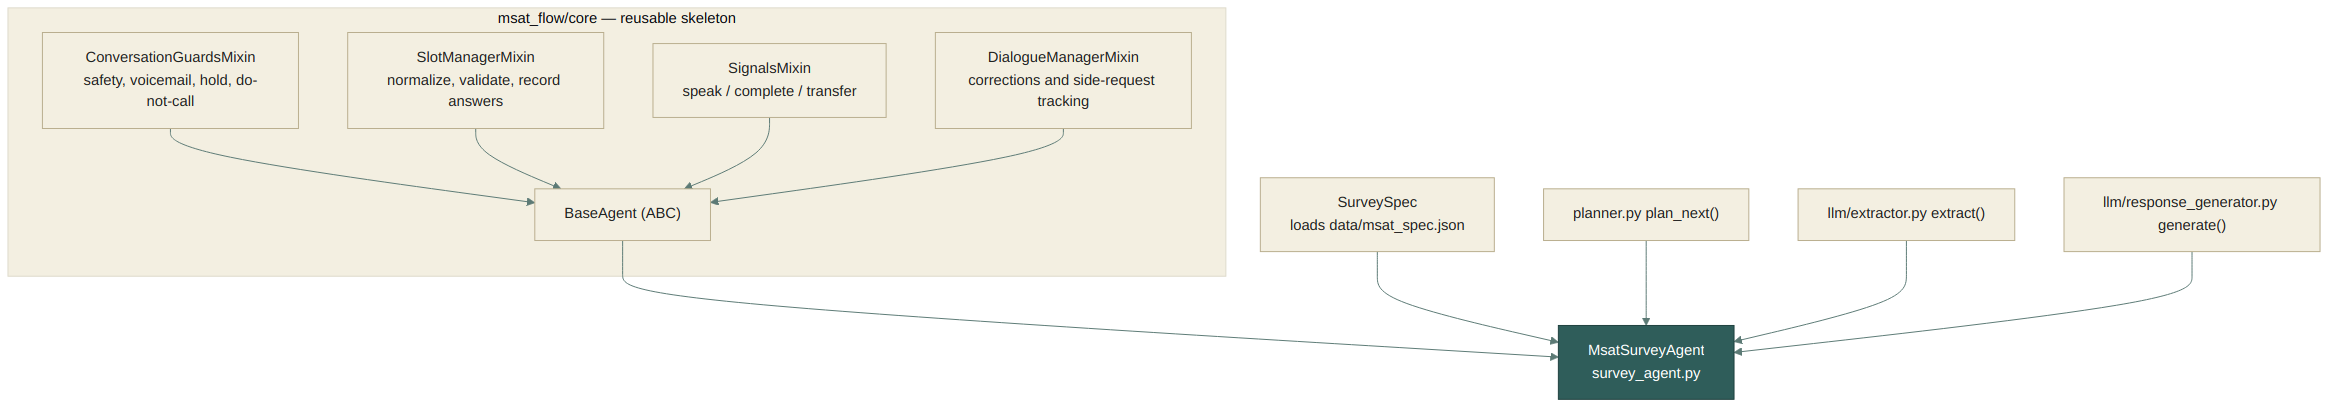 msat_flow/core — reusable skeleton
ConversationGuardsMixin
safety, voicemail, hold, do-
not-call
SlotManagerMixin
normalize, validate, record
answers
SignalsMixin
speak / complete / transfer
DialogueManagerMixin
corrections and side-request
tracking
BaseAgent (ABC)
SurveySpec
loads data/msat_spec.json
planner.py plan_next()
llm/extractor.py extract()
llm/response_generator.py
generate()
MsatSurveyAgent
survey_agent.py